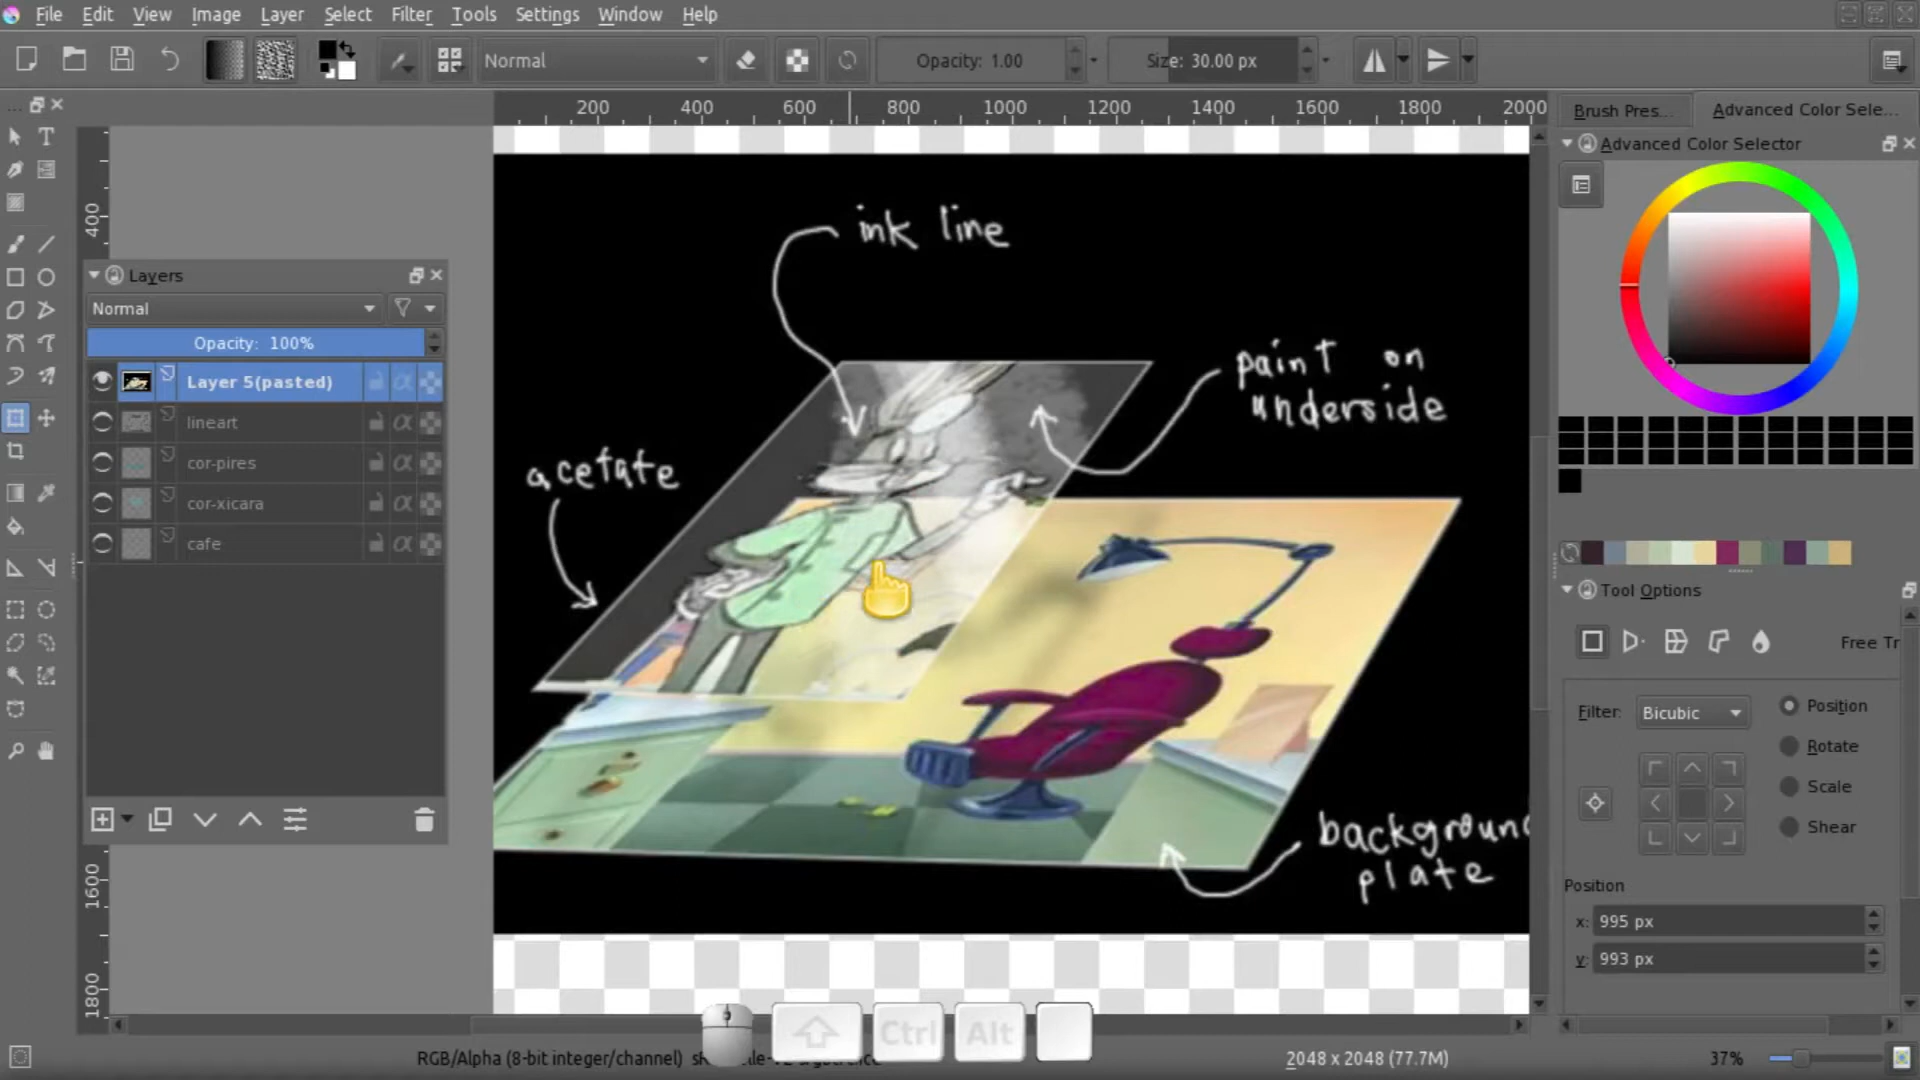 File Edit View Image Layer Select Filter Tools Settings Window Help
Normal
Opacity: 1.00
Size: 30.00 px
200 400 600 800 1000 1200 1400 1600 1800 2000
Brush Pres...
Advanced Color Sele...
Advanced Color Selector
400
1600
1800
Layers
Normal
Opacity: 100%
Layer 5(pasted)
lineart
cor-pires
cor-xicara
cafe
ink line
paint on
underside
acetate
background
plate
Tool Options
Free Tr
Filter:
Bicubic
Position
Rotate
Scale
Shear
Position
x: 995 px
y: 993 px
Ctrl
Alt
RGB/Alpha (8-bit integer/channel)
2048 x 2048 (77.7M)
37%